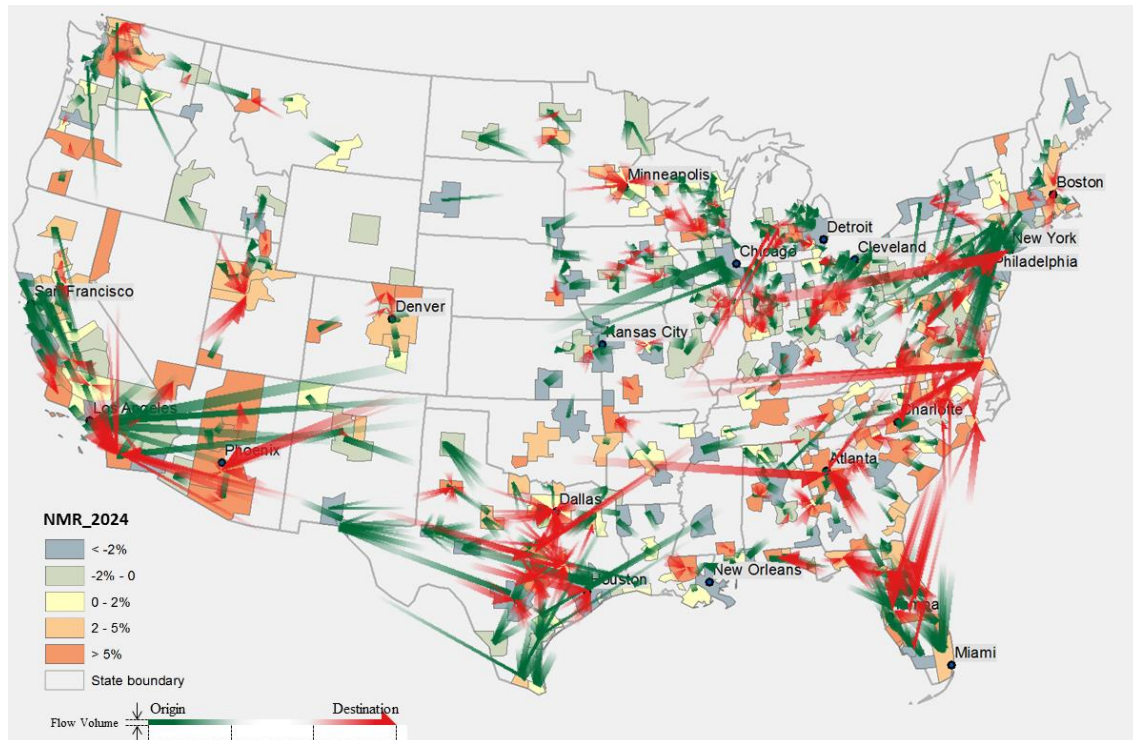 Minneapolis
Boston
Detroit
New York
Cleveland
Chicago
Philadelphia
San Francisco
Denver
Kansas City
Los Angeles
Charlotte
Phoenix
Atlanta
Dallas
NMR_2024
< -2%
New Orleans
Houston
-2% - 0
Tampa
0 - 2%
2 - 5%
> 5%
Miami
State boundary
Origin
Destination
Flow Volume